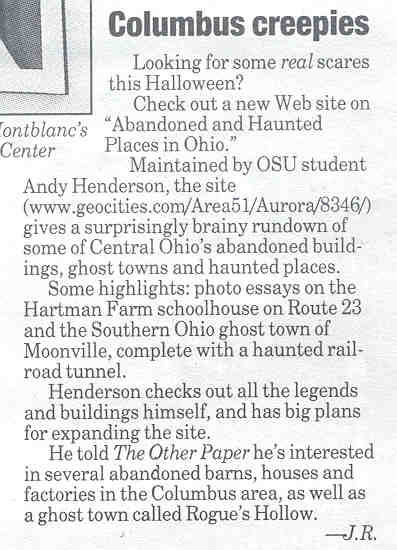 Columbus creepies
Looking for some real scares
this Halloween?
Check out a new Web site on
"Abandoned and Haunted
Places in Ohio."
Maintained by OSU student
Andy Henderson, the site
(www.geocities.com/Area51/Aurora/8346/)
gives a surprisingly brainy rundown of
some of Central Ohio's abandoned build-
ings, ghost towns and haunted places.
Some highlights: photo essays on the
Hartman Farm schoolhouse on Route 23
and the Southern Ohio ghost town of
Moonville, complete with a haunted rail-
road tunnel.
Henderson checks out all the legends
and buildings himself, and has big plans
for expanding the site.
He told The Other Paper he's interested
in several abandoned barns, houses and
factories in the Columbus area, as well as
a ghost town called Rogue's Hollow.
—J.R.
ontblanc's
Center